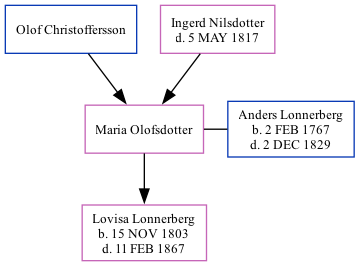 Olof Christoffersson
Ingerd Nilsdotter
d. 5 MAY 1817
Maria Olofsdotter
Anders Lonnerberg
b. 2 FEB 1767
d. 2 DEC 1829
Lovisa Lonnerberg
b. 15 NOV 1803
d. 11 FEB 1867